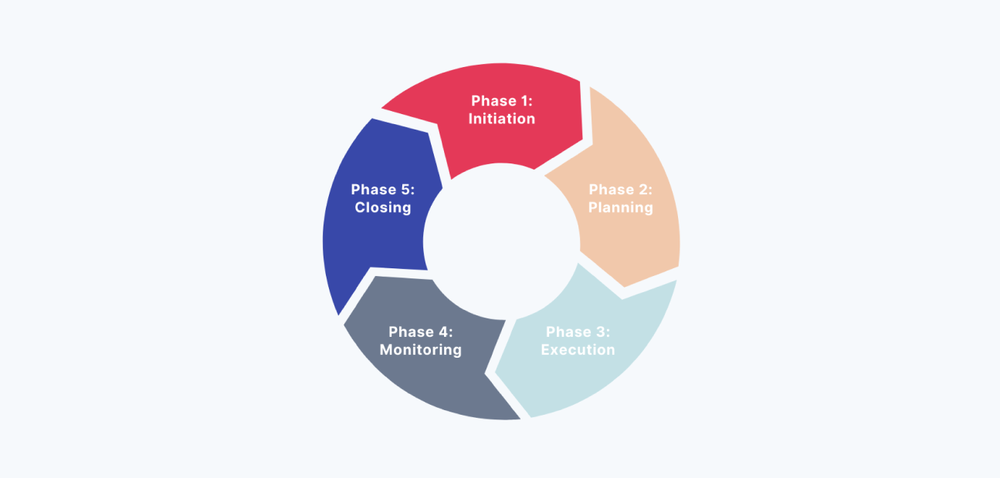 Phase 1:
Initiation
Phase 2:
Planning
Phase 3:
Execution
Phase 4:
Monitoring
Phase 5:
Closing